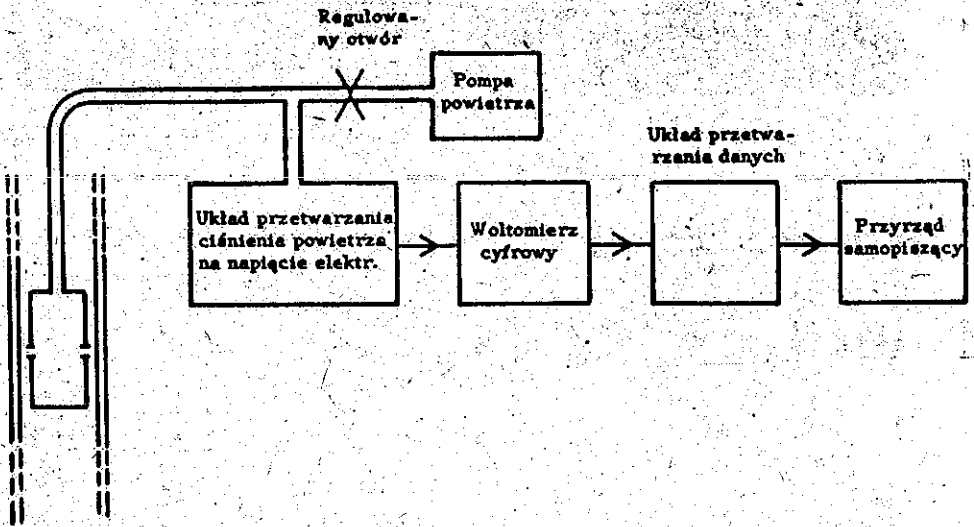 Regulowa-
ny otwór
Pompa
powietrza
Układ przetwa-
rzania danych
Układ przetwarzania
ciśnienia powietrza
na napięcie elektr.
Woltomierz
cyfrowy
Przyrząd
samopiszący